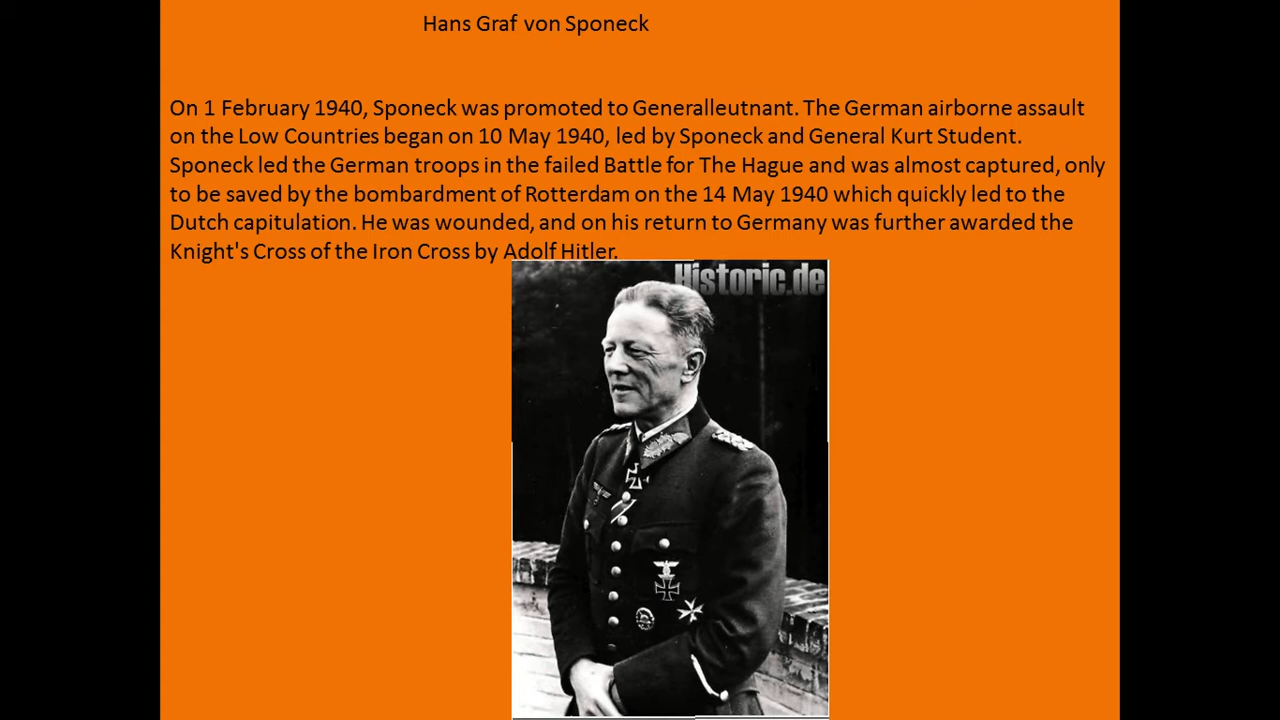 Hans Graf von Sponeck
On 1 February 1940, Sponeck was promoted to Generalleutnant. The German airborne assault
on the Low Countries began on 10 May 1940, led by Sponeck and General Kurt Student.
Sponeck led the German troops in the failed Battle for The Hague and was almost captured, only
to be saved by the bombardment of Rotterdam on the 14 May 1940 which quickly led to the
Dutch capitulation. He was wounded, and on his return to Germany was further awarded the
Knight's Cross of the Iron Cross by Adolf Hitler.
Historic.de